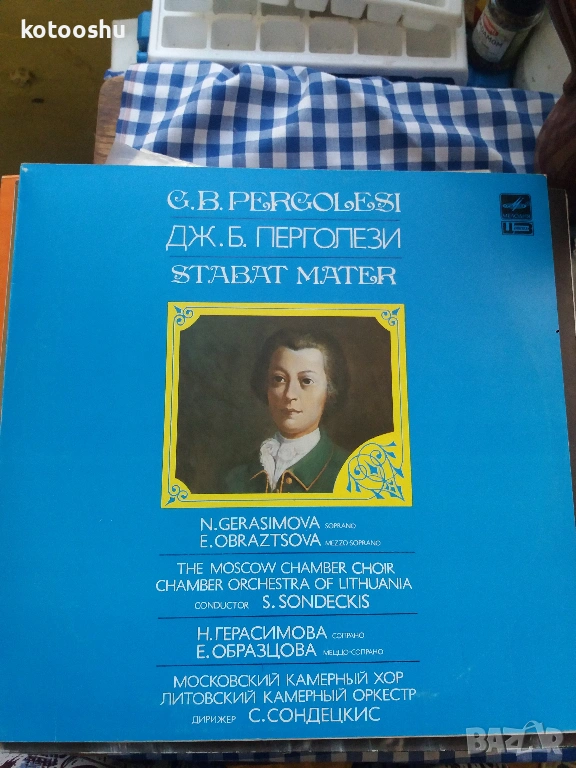 kotooshu
G.B. PERGOLESI
ДЖ.Б. ПЕРГОЛЕЗИ
STABAT MATER
N.GERASIMOVA SOPRANO
E.OBRAZTSOVA MEZZO-SOPRANO
THE MOSCOW CHAMBER CHOIR
CHAMBER ORCHESTRA OF LITHUANIA
CONDUCTOR S. SONDECKIS
Н.ГЕРАСИМОВА СОПРАНО
Е.ОБРАЗЦОВА МЕЦЦО-СОПРАНО
МОСКОВСКИЙ КАМЕРНЫЙ ХОР
ЛИТОВСКИЙ КАМЕРНЫЙ ОРКЕСТР
ДИРИЖЕР С.СОНДЕЦКИС
BAZAR